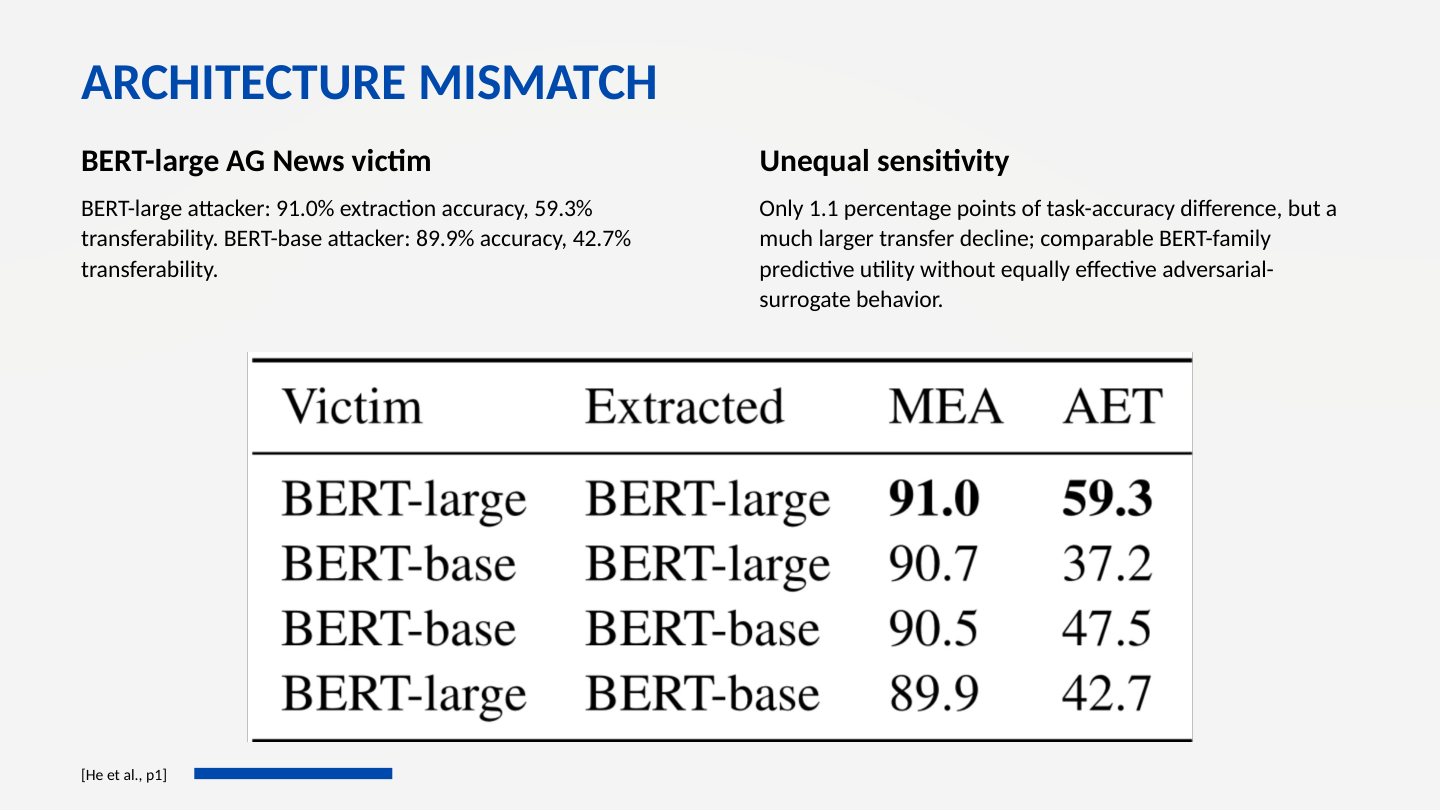 ARCHITECTURE MISMATCH
BERT-large AG News victim
BERT-large attacker: 91.0% extraction accuracy, 59.3%
transferability. BERT-base attacker: 89.9% accuracy, 42.7%
transferability.
Unequal sensitivity
Only 1.1 percentage points of task-accuracy difference, but a
much larger transfer decline; comparable BERT-family
predictive utility without equally effective adversarial-
surrogate behavior.
Victim Extracted MEA AET
BERT-large BERT-large 91.0 59.3
BERT-base BERT-large 90.7 37.2
BERT-base BERT-base 90.5 47.5
BERT-large BERT-base 89.9 42.7
[He et al., p1]